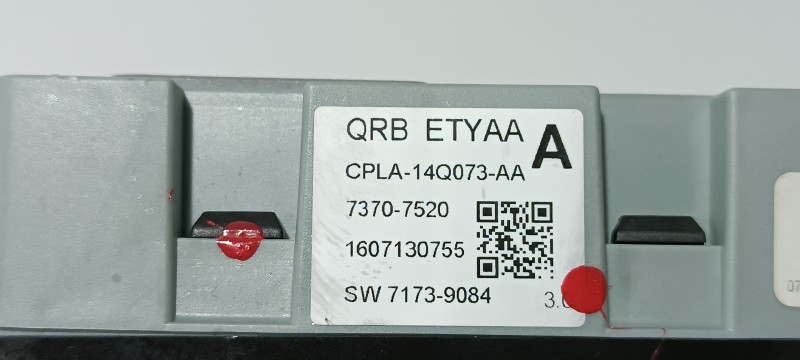 QRB ETYAA A
CPLA-14Q073-AA
7370-7520
1607130755
SW 7173-9084